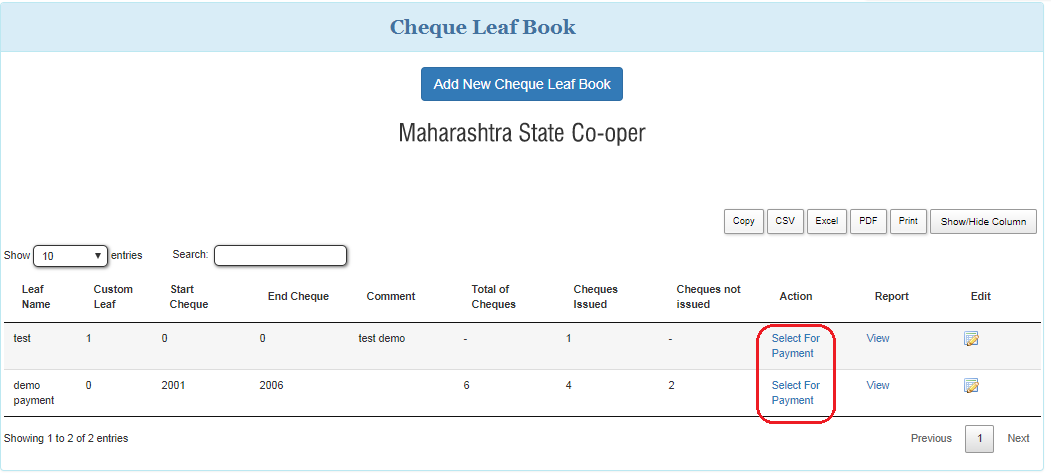 Cheque Leaf Book
Add New Cheque Leaf Book
Maharashtra State Co-oper
Copy CSV Excel PDF Print Show/Hide Column
Show 10 entries Search:
Leaf Name Custom Leaf Start Cheque End Cheque Comment Total of Cheques Cheques Issued Cheques not issued Action Report Edit
test 1 0 0 test demo - 1 - Select For Payment View
demo payment 0 2001 2006 6 4 2 Select For Payment View
Showing 1 to 2 of 2 entries Previous 1 Next